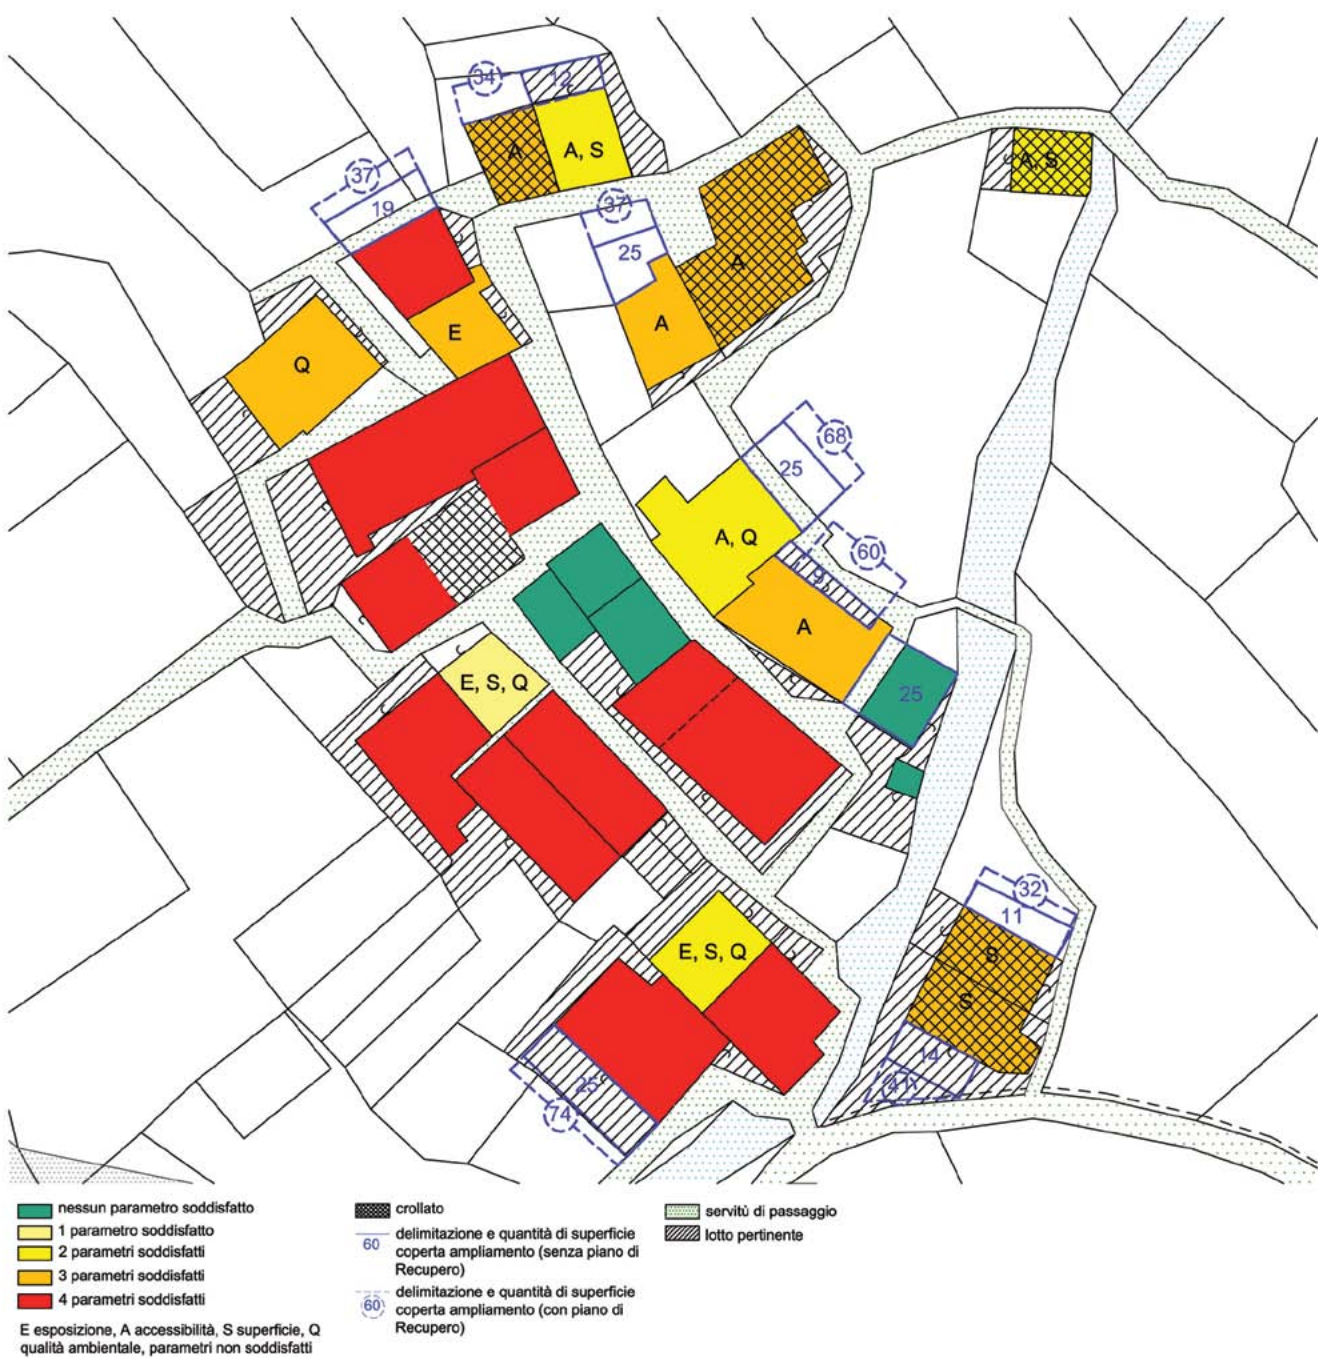 34
12
A
A, S
A, S
37
19
37
25
A
A
E
Q
68
25
A, Q
60
9
A
25
E, S, Q
32
11
S
E, S, Q
S
14
41
25
74
nessun parametro soddisfatto
1 parametro soddisfatto
2 parametri soddisfatti
3 parametri soddisfatti
4 parametri soddisfatti
E esposizione, A accessibilità, S superficie, Q
qualità ambientale, parametri non soddisfatti
crollato
60
delimitazione e quantità di superficie
coperta ampliamento (senza piano di
Recupero)
60
delimitazione e quantità di superficie
coperta ampliamento (con piano di
Recupero)
servitù di passaggio
lotto pertinente